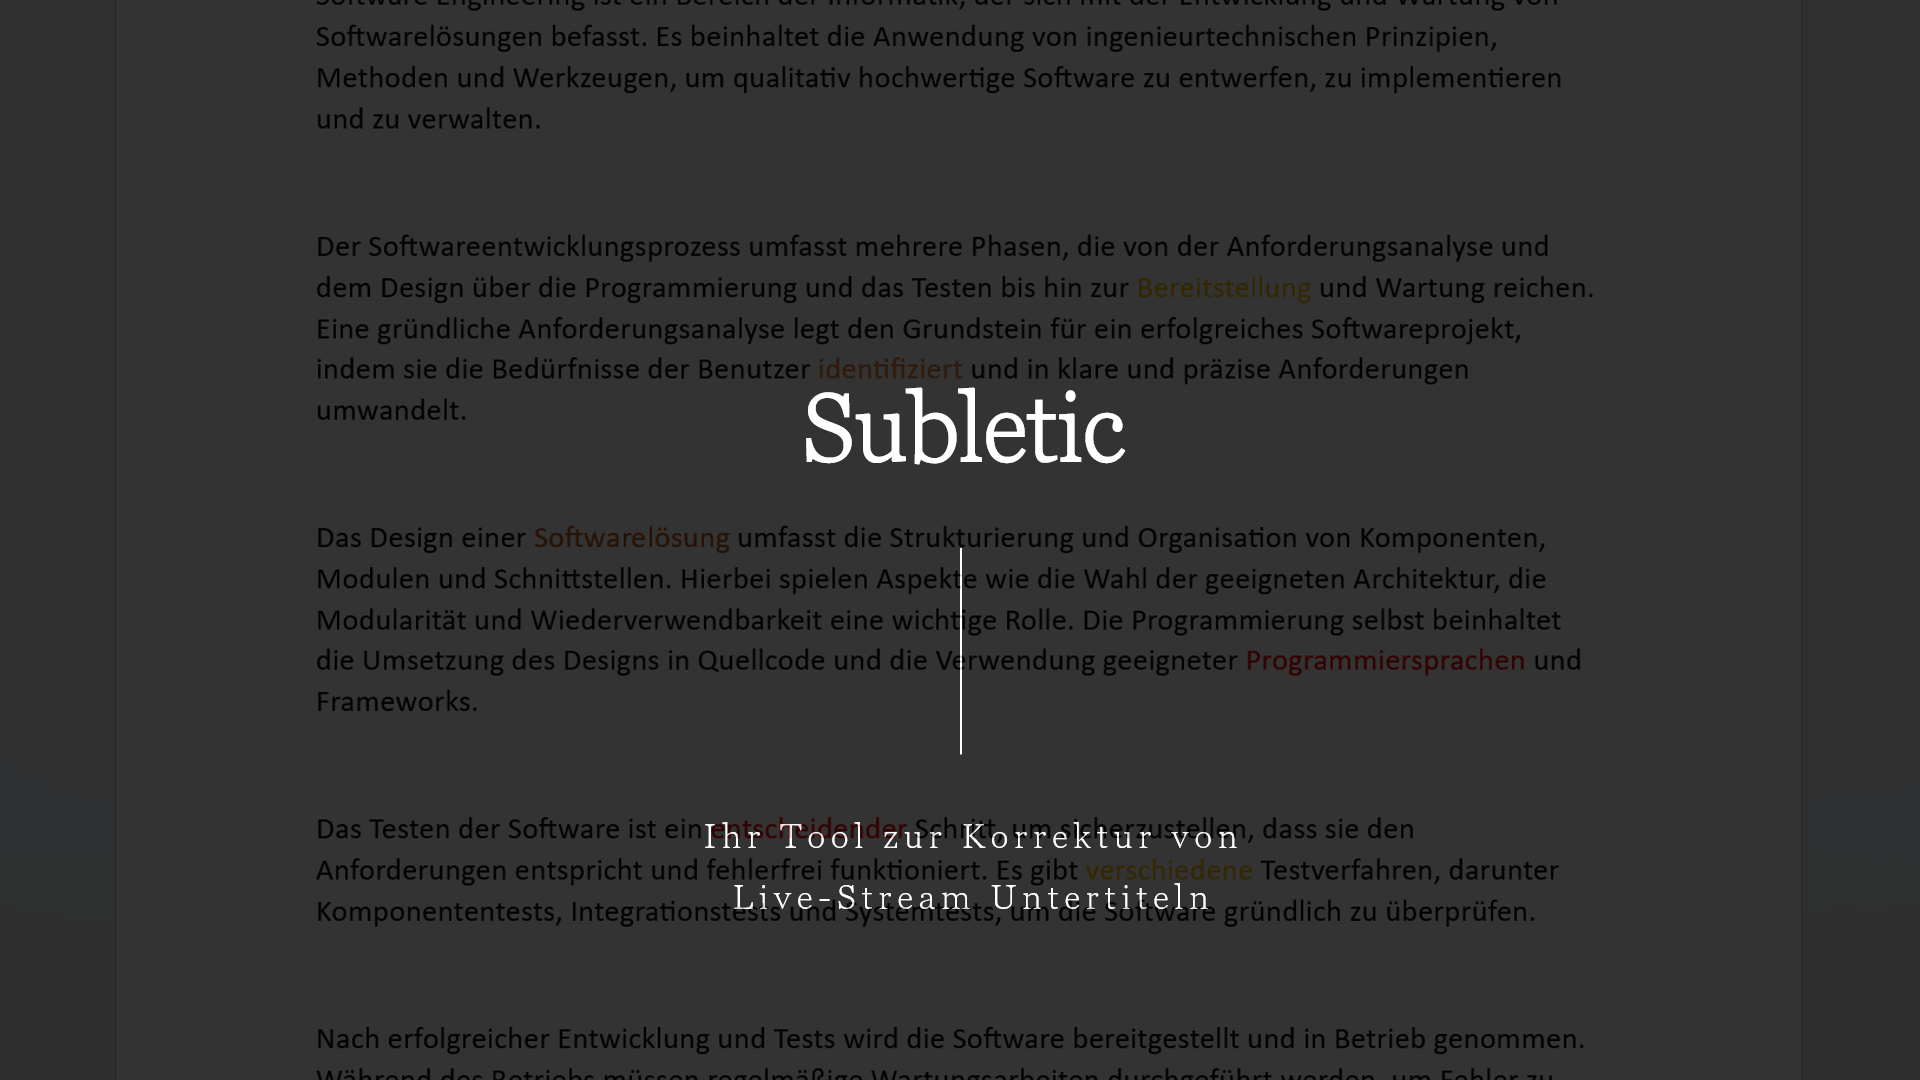 Software Engineering ist ein Bereich der Informatik, der sich mit der Entwicklung und Wartung von
Softwarelösungen befasst. Es beinhaltet die Anwendung von ingenieurtechnischen Prinzipien,
Methoden und Werkzeugen, um qualitativ hochwertige Software zu entwerfen, zu implementieren
und zu verwalten.
Der Softwareentwicklungsprozess umfasst mehrere Phasen, die von der Anforderungsanalyse und
dem Design über die Programmierung und das Testen bis hin zur Bereitstellung und Wartung reichen.
Eine gründliche Anforderungsanalyse legt den Grundstein für ein erfolgreiches Softwareprojekt,
indem sie die Bedürfnisse der Benutzer identifiziert und in klare und präzise Anforderungen
umwandelt.
Subletic
Das Design einer Softwarelösung umfasst die Strukturierung und Organisation von Komponenten,
Modulen und Schnittstellen. Hierbei spielen Aspekte wie die Wahl der geeigneten Architektur, die
Modularität und Wiederverwendbarkeit eine wichtige Rolle. Die Programmierung selbst beinhaltet
die Umsetzung des Designs in Quellcode und die Verwendung geeigneter Programmiersprachen und
Frameworks.
Das Testen der Software ist ein entscheidender Schritt, um sicherzustellen, dass sie den
Ihr Tool zur Korrektur von
Anforderungen entspricht und fehlerfrei funktioniert. Es gibt verschiedene Testverfahren, darunter
Live-Stream Untertiteln
Komponententests, Integrationstests und Systemtests, um die Software gründlich zu überprüfen.
Nach erfolgreicher Entwicklung und Tests wird die Software bereitgestellt und in Betrieb genommen.
Während des Betriebs müssen regelmäßige Wartungsarbeiten durchgeführt werden, um Fehler zu